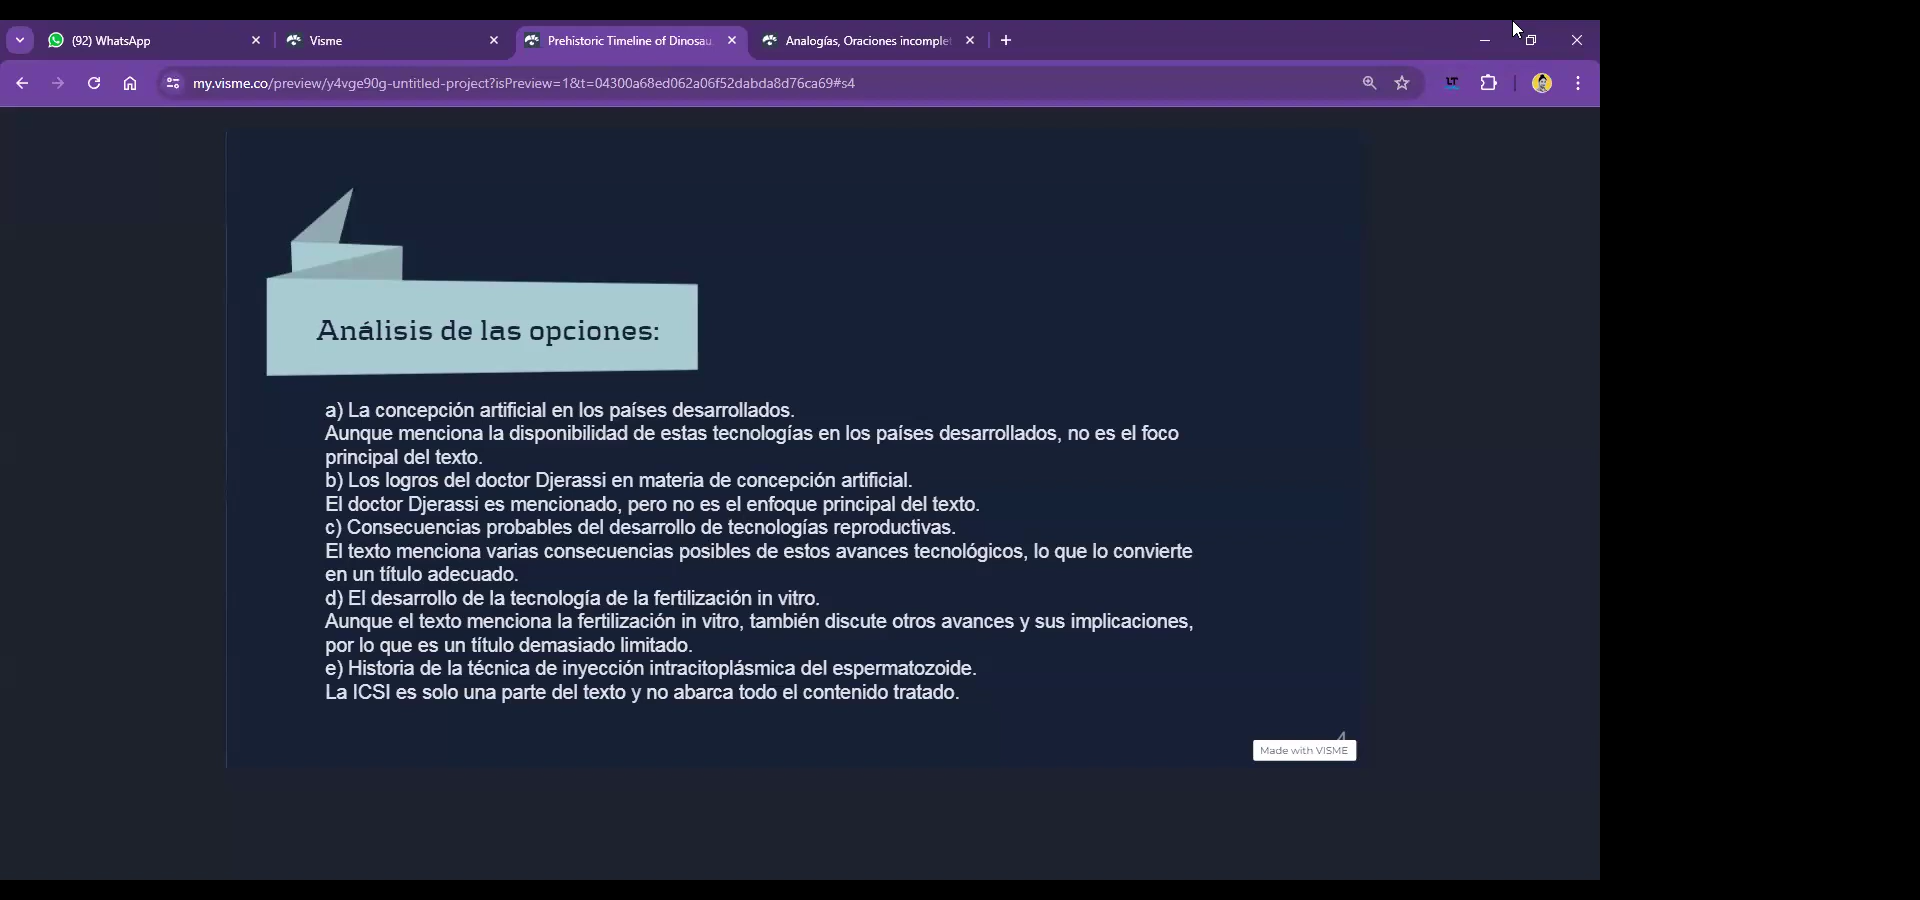 (92) WhatsApp
Visme
Prehistoric Timeline of Dinosau
Analogías, Oraciones incomplet
my.visme.co/preview/y4vge90g-untitled-project?isPreview=1&t=04300a68ed062a06f52dabda8d76ca69#s4
LT
Análisis de las opciones:
a) La concepción artificial en los países desarrollados.
Aunque menciona la disponibilidad de estas tecnologías en los países desarrollados, no es el foco
principal del texto.
b) Los logros del doctor Djerassi en materia de concepción artificial.
El doctor Djerassi es mencionado, pero no es el enfoque principal del texto.
c) Consecuencias probables del desarrollo de tecnologías reproductivas.
El texto menciona varias consecuencias posibles de estos avances tecnológicos, lo que lo convierte
en un título adecuado.
d) El desarrollo de la tecnología de la fertilización in vitro.
Aunque el texto menciona la fertilización in vitro, también discute otros avances y sus implicaciones,
por lo que es un título demasiado limitado.
e) Historia de la técnica de inyección intracitoplásmica del espermatozoide.
La ICSI es solo una parte del texto y no abarca todo el contenido tratado.
4
Made with VISME